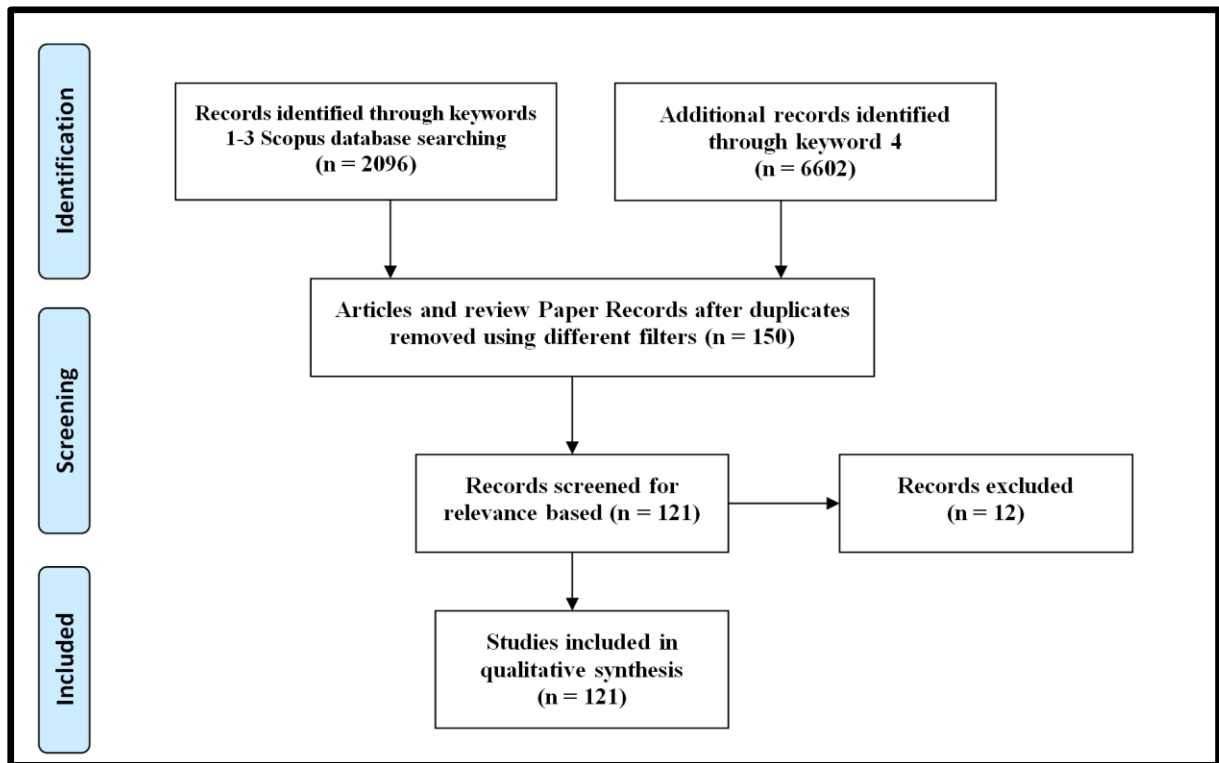 Identification
Records identified through keywords
1-3 Scopus database searching
(n = 2096)
Additional records identified
through keyword 4
(n = 6602)
Articles and review Paper Records after duplicates
removed using different filters (n = 150)
Screening
Records screened for
relevance based (n = 121)
Records excluded
(n = 12)
Included
Studies included in
qualitative synthesis
(n = 121)